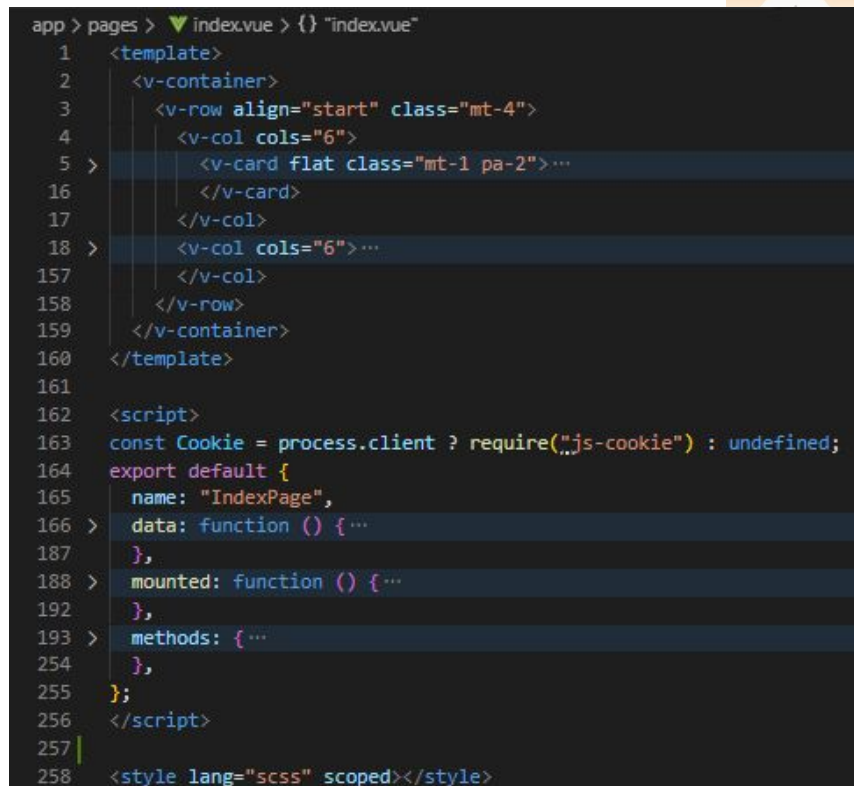 app > pages > index.vue > {} "index.vue"
1 <template>
2 <v-container>
3 <v-row align="start" class="mt-4">
4 <v-col cols="6">
5 > <v-card flat class="mt-1 pa-2">···
16 </v-card>
17 </v-col>
18 > <v-col cols="6">···
157 </v-col>
158 </v-row>
159 </v-container>
160 </template>
161
162 <script>
163 const Cookie = process.client ? require("js-cookie") : undefined;
164 export default {
165 name: "IndexPage",
166 > data: function () {···
187 },
188 > mounted: function () {···
192 },
193 > methods: {···
254 },
255 };
256 </script>
257
258 <style lang="scss" scoped></style>